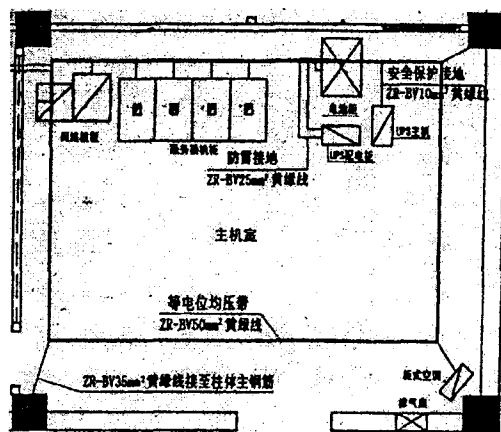 安全保护接地
ZR-BV10mm²黄绿线
电池柜
UPS主机
UPS配电柜
服务器机柜
防雷接地
ZR-BV25mm²黄绿线
主机室
等电位均压带
ZR-BV50mm²黄绿线
ZR-BV35mm²黄绿线接至柱体主钢筋
柜式空调
排气扇